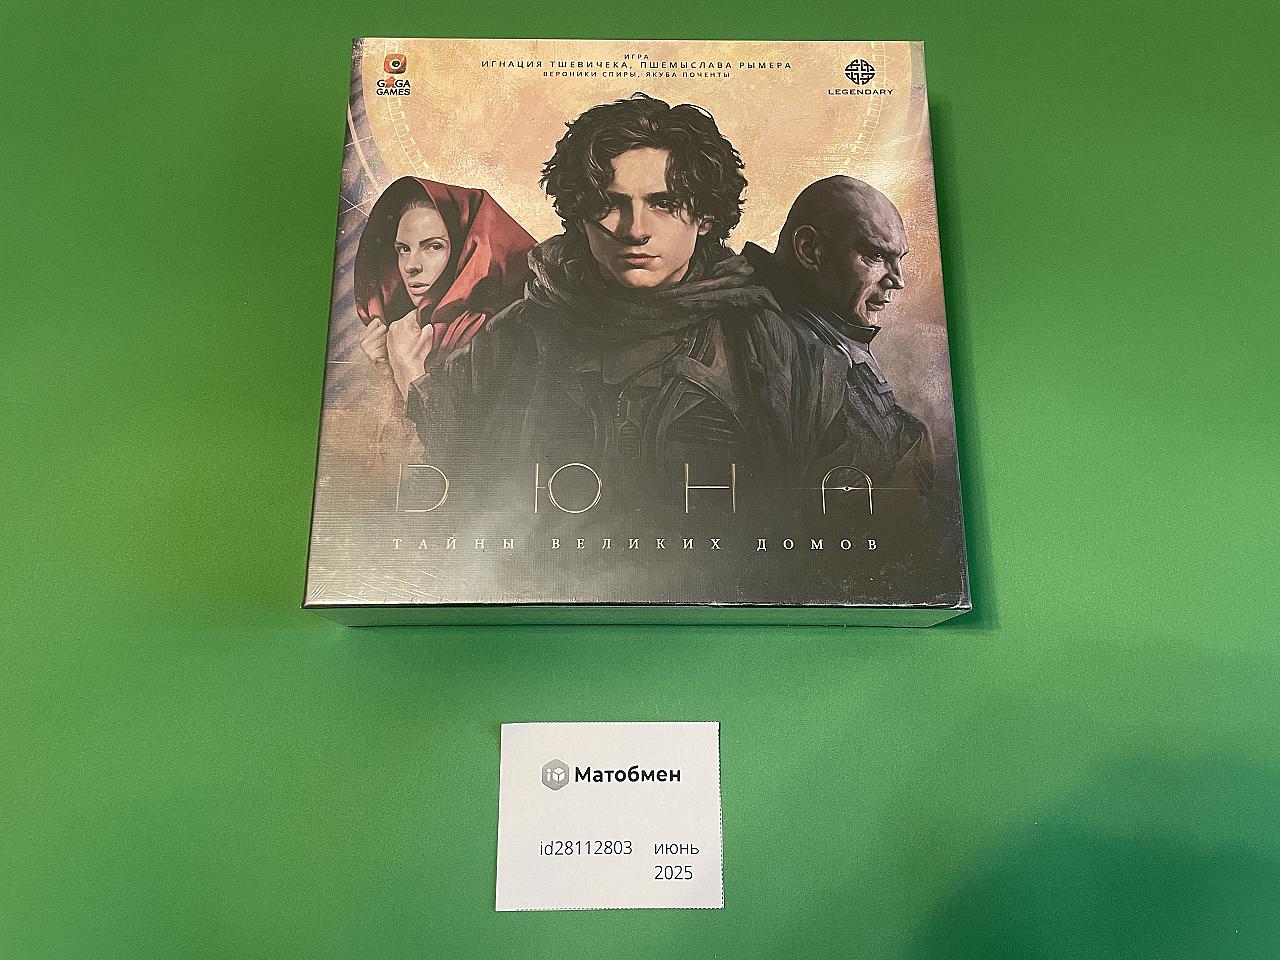 ИГРА
ИГНАЦИЯ ТШЕВИЧЕКА, ПШЕМЫСЛАВА РЫМЕРА
ВЕРОНИКИ СПИРЫ, ЯКУБА ПОЧЕНТЫ
GAGA
GAMES
LEGENDARY
ДЮНА
ТАЙНЫ ВЕЛИКИХ ДОМОВ
Матобмен
id28112803 июнь
2025